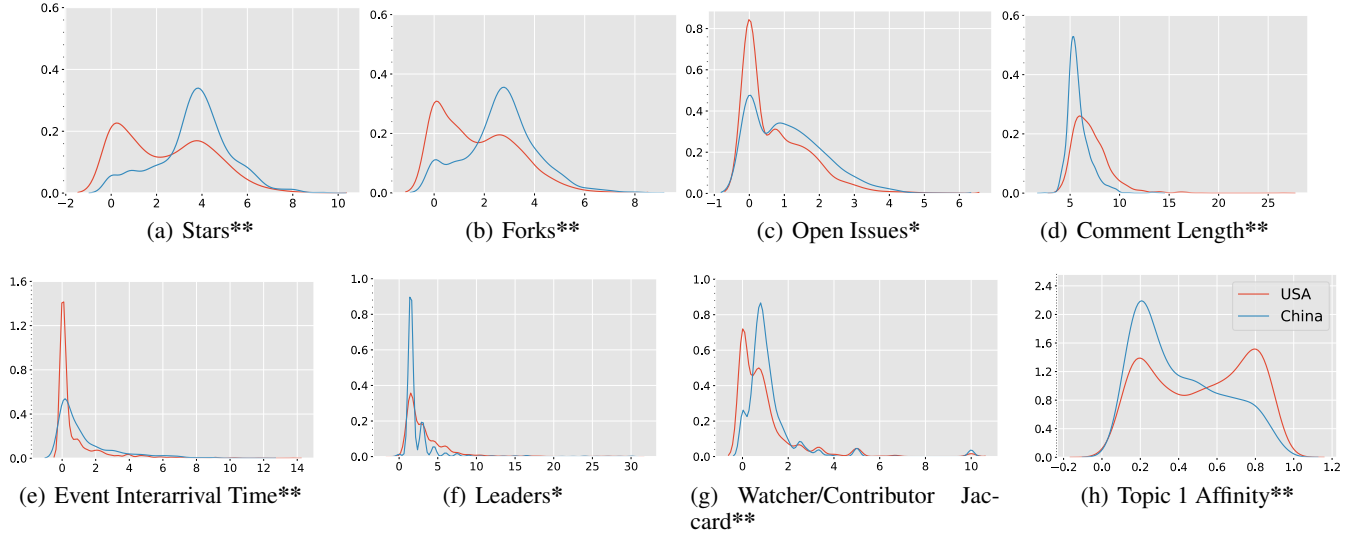 0.6
0.4
0.2
0.0
−2 0 2 4 6 8 10
(a) Stars**
0.6
0.4
0.2
0.0
0 2 4 6 8
(b) Forks**
0.8
0.6
0.4
0.2
0.0
−1 0 1 2 3 4 5 6
(c) Open Issues*
0.6
0.4
0.2
0.0
5 10 15 20 25
(d) Comment Length**
1.6
1.2
0.8
0.4
0.0
0 2 4 6 8 10 12 14
(e) Event Interarrival Time**
1.0
0.8
0.6
0.4
0.2
0.0
0 5 10 15 20 25 30
(f) Leaders*
1.0
0.8
0.6
0.4
0.2
0.0
0 2 4 6 8 10
(g) Watcher/Contributor Jac-
card**
USA
China
2.4
2.0
1.6
1.2
0.8
0.4
0.0
−0.2 0.0 0.2 0.4 0.6 0.8 1.0 1.2
(h) Topic 1 Affinity**